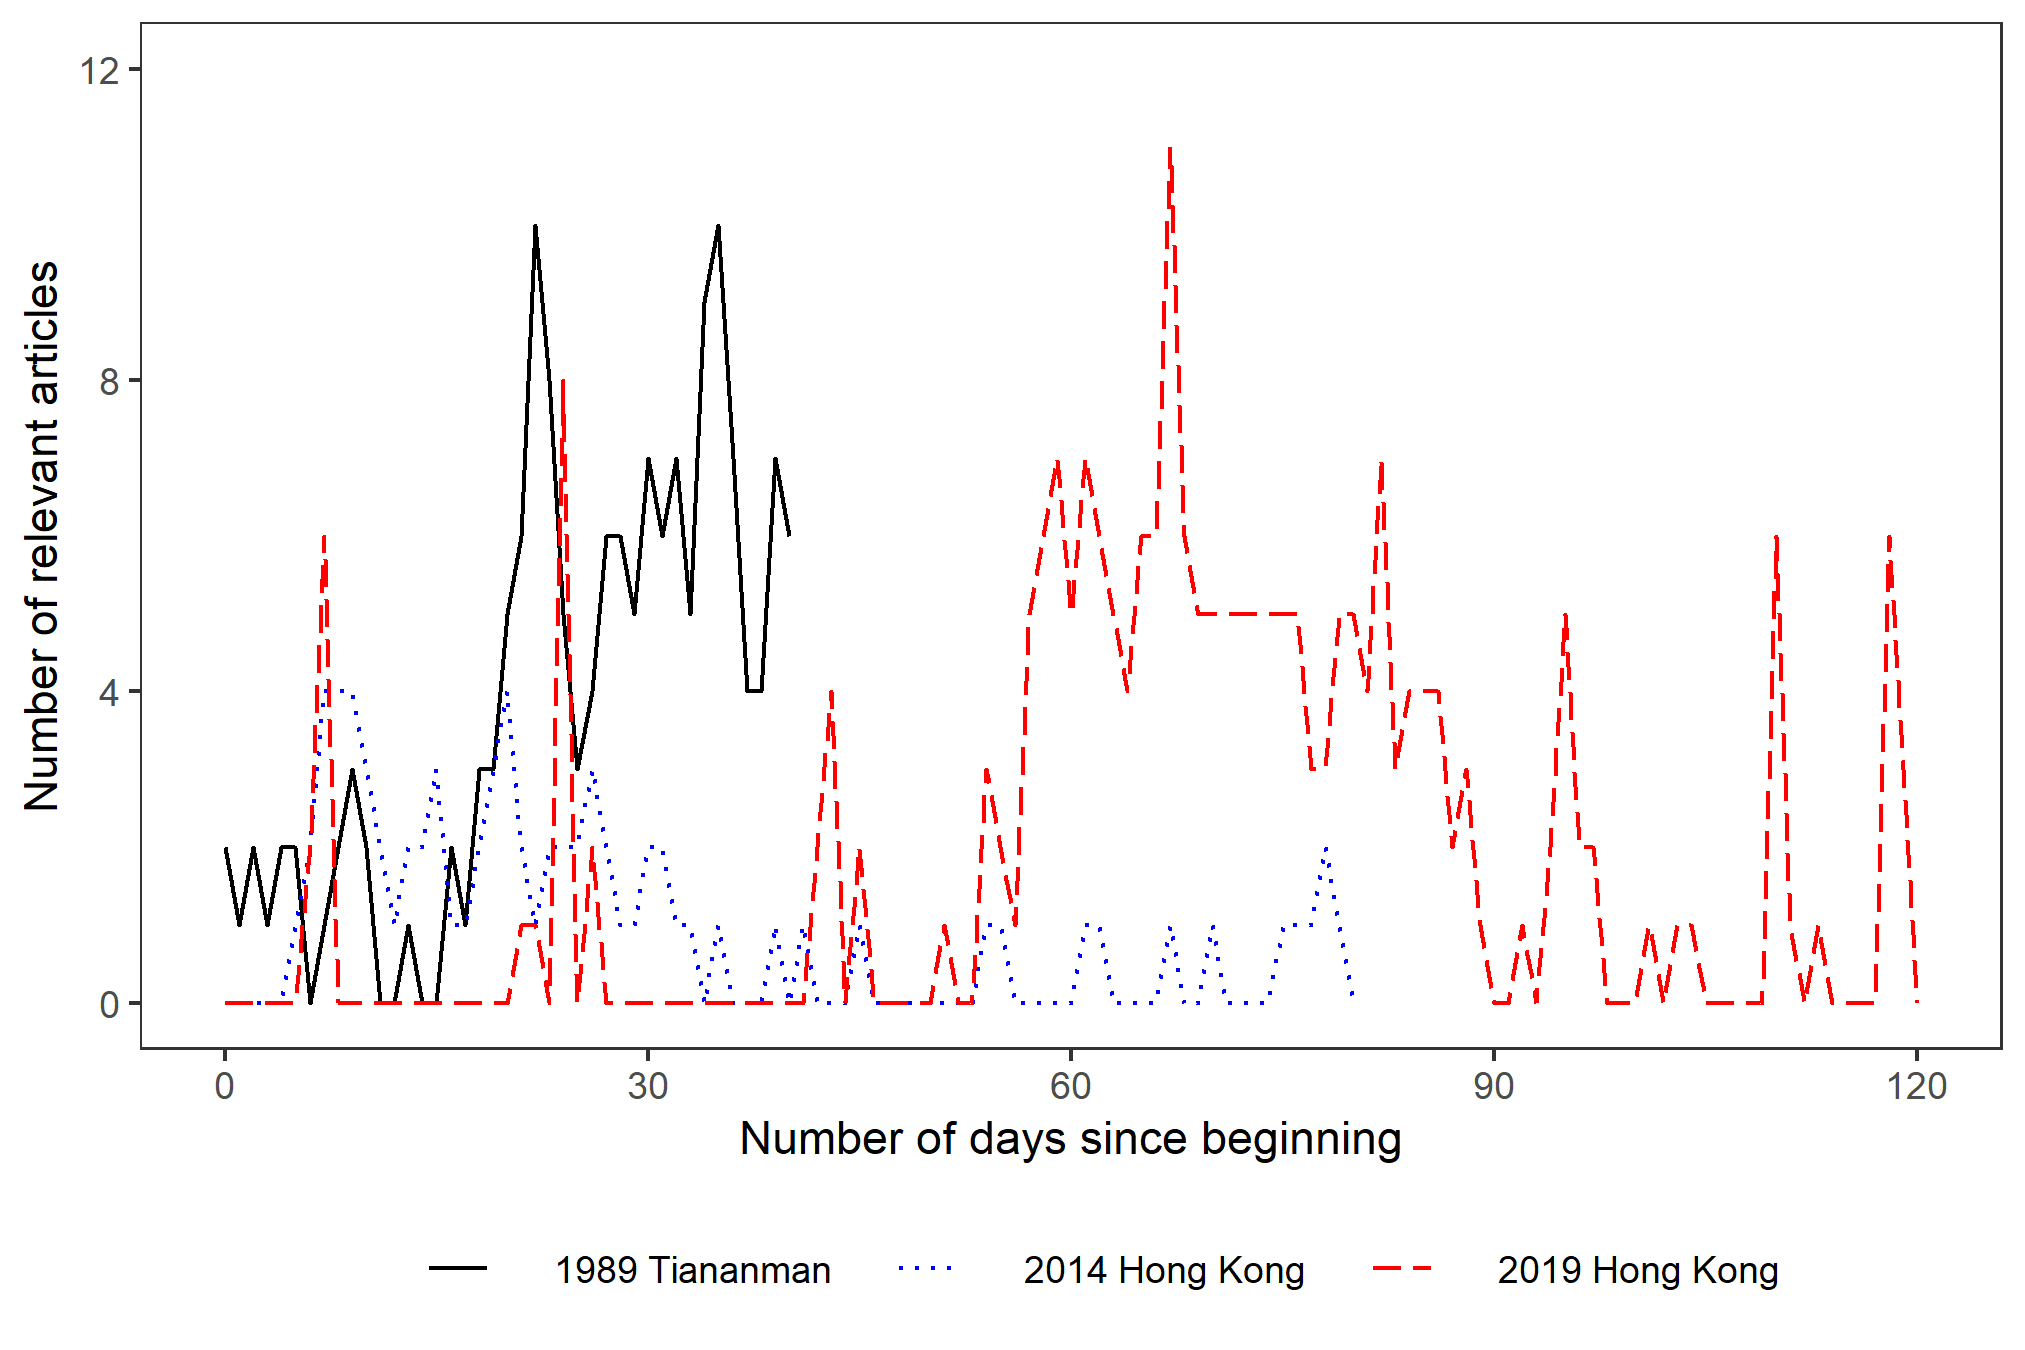 12
8
4
0
Number of relevant articles
0 30 60 90 120
Number of days since beginning
1989 Tiananman 2014 Hong Kong 2019 Hong Kong